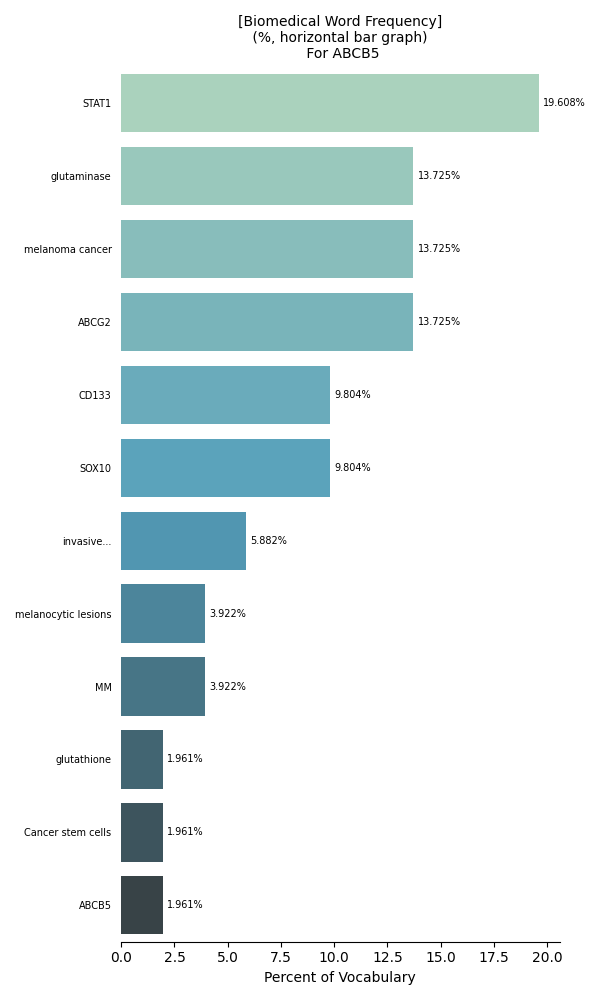 [Biomedical Word Frequency]
(%, horizontal bar graph)
For ABCB5
STAT1
19.608%
glutaminase
13.725%
melanoma cancer
13.725%
ABCG2
13.725%
CD133
9.804%
SOX10
9.804%
invasive...
5.882%
melanocytic lesions
3.922%
MM
3.922%
glutathione
1.961%
Cancer stem cells
1.961%
ABCB5
1.961%
0.0 2.5 5.0 7.5 10.0 12.5 15.0 17.5 20.0
Percent of Vocabulary